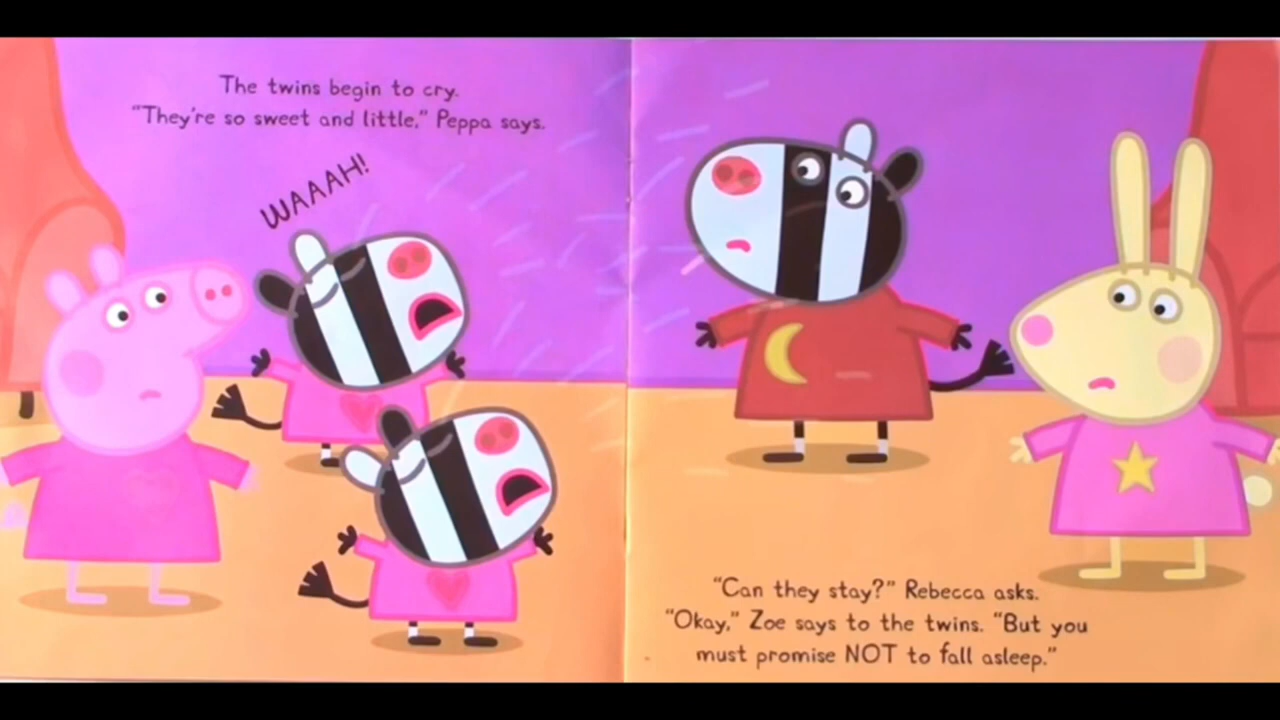 The twins begin to cry.
"They're so sweet and little," Peppa says.
WAAAH!
"Can they stay?" Rebecca asks.
"Okay," Zoe says to the twins. "But you
must promise NOT to fall asleep."